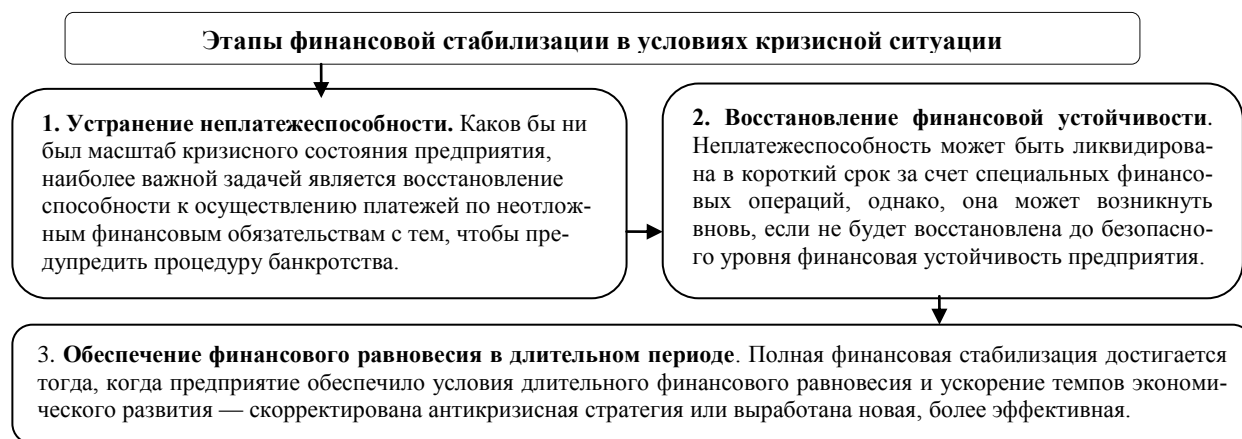 Этапы финансовой стабилизации в условиях кризисной ситуации
1. Устранение неплатежеспособности. Каков бы ни
был масштаб кризисного состояния предприятия,
наиболее важной задачей является восстановление
способности к осуществлению платежей по неотлож-
ным финансовым обязательствам с тем, чтобы пре-
дупредить процедуру банкротства.
2. Восстановление финансовой устойчивости.
Неплатежеспособность может быть ликвидирова-
на в короткий срок за счет специальных финансо-
вых операций, однако, она может возникнуть
вновь, если не будет восстановлена до безопасно-
го уровня финансовая устойчивость предприятия.
3. Обеспечение финансового равновесия в длительном периоде. Полная финансовая стабилизация достигается
тогда, когда предприятие обеспечило условия длительного финансового равновесия и ускорение темпов экономи-
ческого развития — скорректирована антикризисная стратегия или выработана новая, более эффективная.